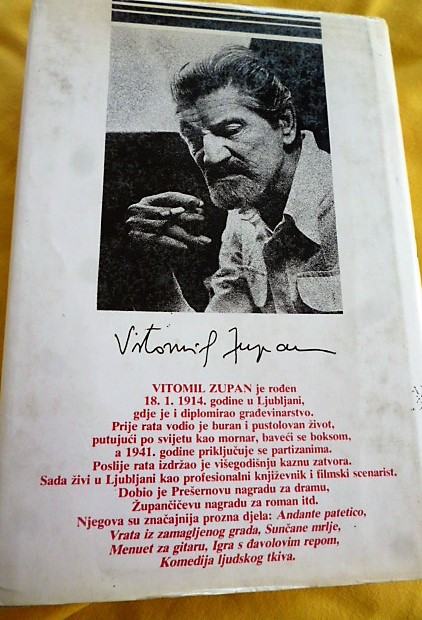 Vitomil Zupan
VITOMIL ZUPAN je rođen
18. 1. 1914. godine u Ljubljani,
gdje je i diplomirao građevinarstvo.
Prije rata vodio je buran i pustolovan život,
putujući po svijetu kao mornar, baveći se boksom,
a 1941. godine priključuje se partizanima.
Poslije rata izdržao je višegodišnju kaznu zatvora.
Sada živi u Ljubljani kao profesionalni književnik i filmski scenarist.
Dobio je Prešernovu nagradu za dramu,
Župančičevu nagradu za roman itd.
Njegova su značajnija prozna djela: Andante patetico,
Vrata iz zamagljenog grada, Sunčane mrlje,
Menuet za gitaru, Igra s đavolovim repom,
Komedija ljudskog tkiva.